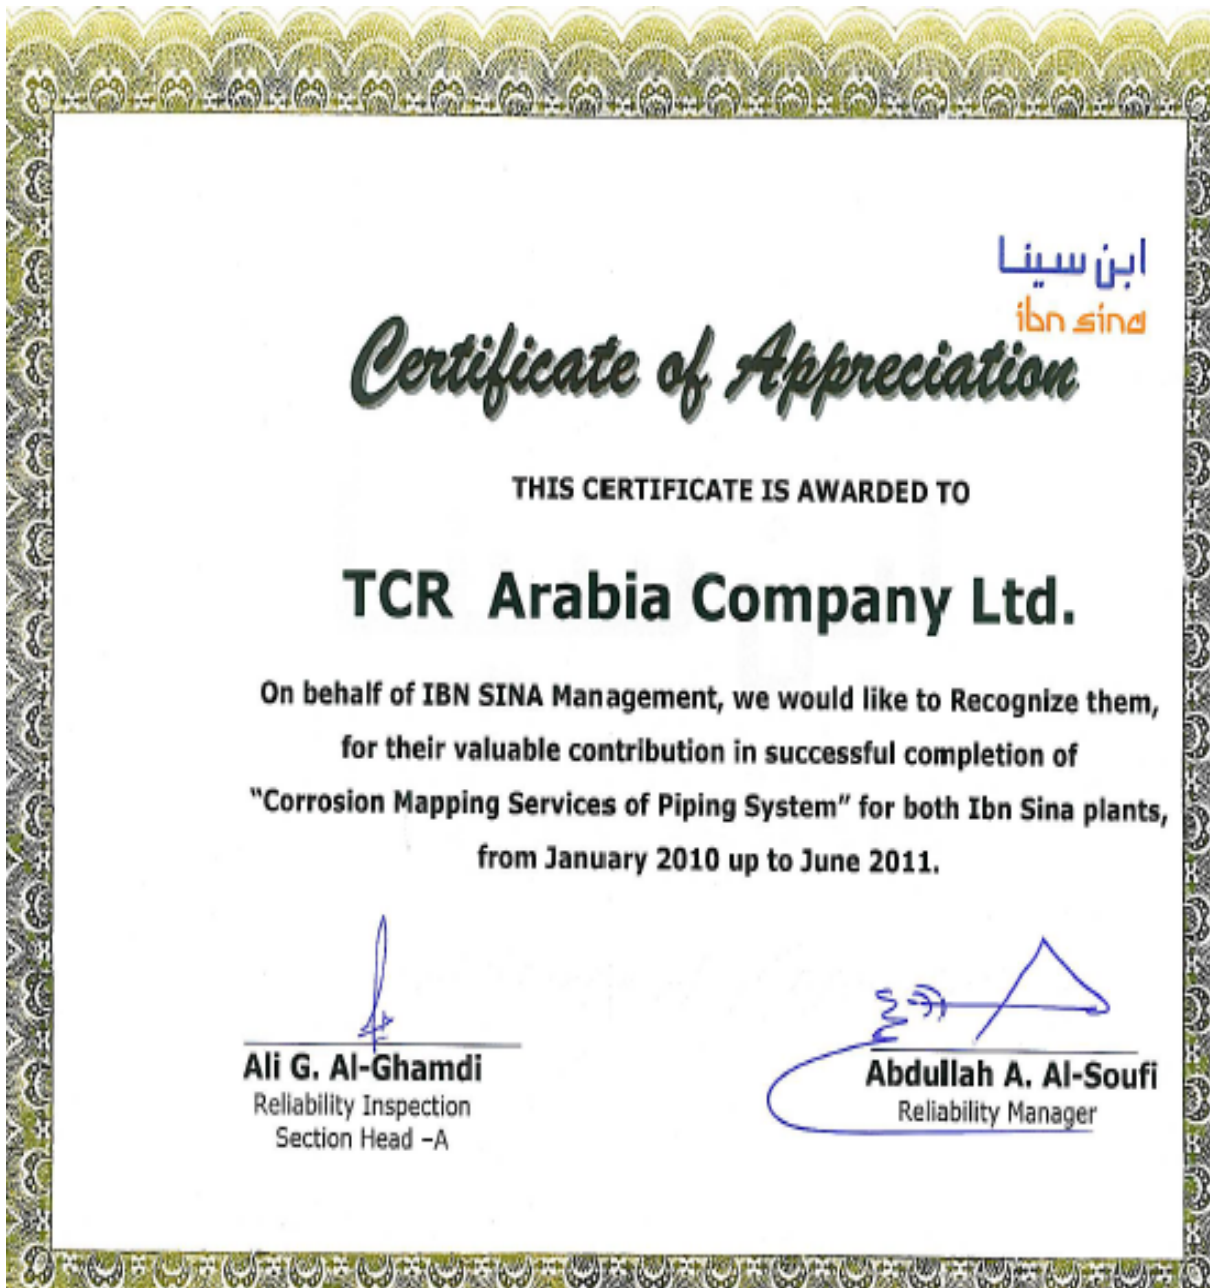 ابن سينا
ibn sina
Certificate of Appreciation
THIS CERTIFICATE IS AWARDED TO
TCR Arabia Company Ltd.
On behalf of IBN SINA Management, we would like to Recognize them,
for their valuable contribution in successful completion of
“Corrosion Mapping Services of Piping System” for both Ibn Sina plants,
from January 2010 up to June 2011.
Ali G. Al-Ghamdi
Reliability Inspection
Section Head –A
Abdullah A. Al-Soufi
Reliability Manager